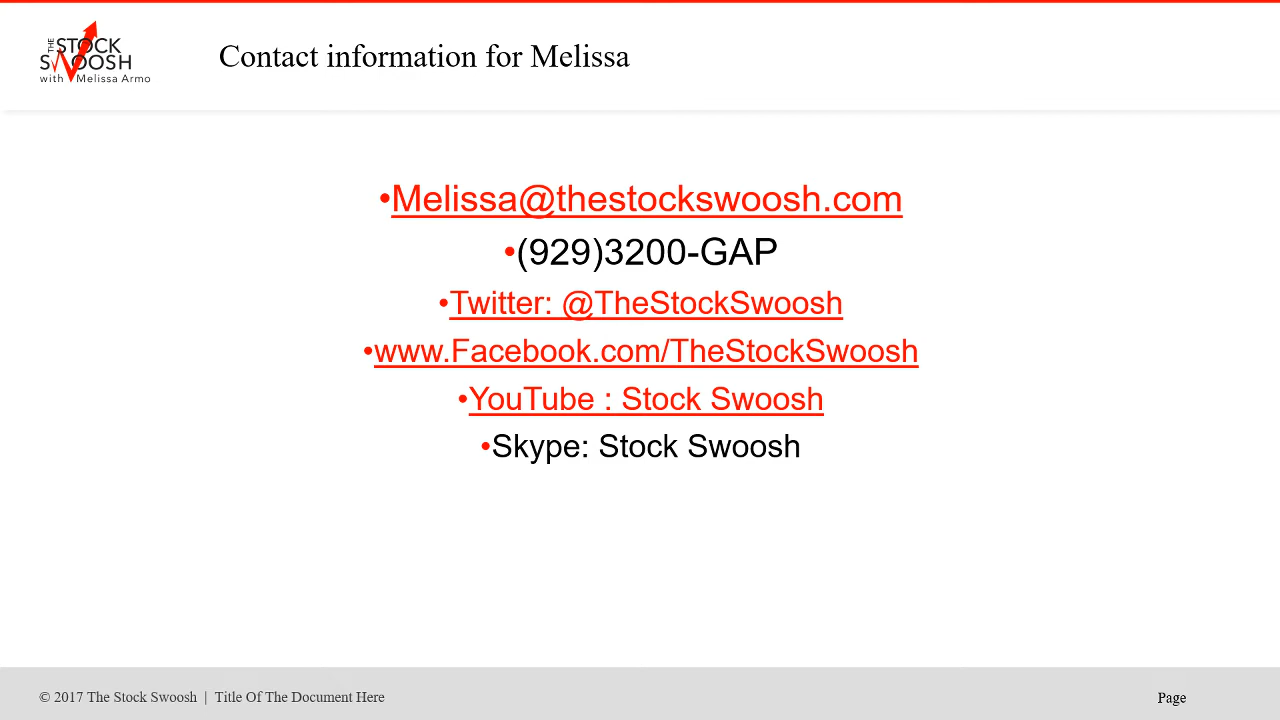 THE STOCK
SWOOSH
with Melissa Armo
Contact information for Melissa
•Melissa@thestockswoosh.com
•(929)3200-GAP
•Twitter: @TheStockSwoosh
•www.Facebook.com/TheStockSwoosh
•YouTube : Stock Swoosh
•Skype: Stock Swoosh
© 2017 The Stock Swoosh | Title Of The Document Here
Page